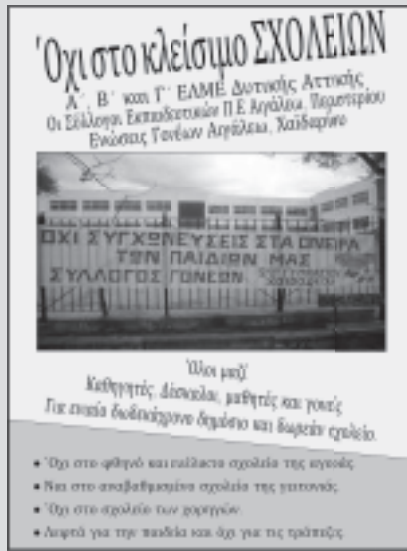 Όχι στο κλείσιμο ΣΧΟΛΕΙΩΝ
Α΄ Β΄ και Γ΄ ΕΛΜΕ Δυτικής Αττικής
Οι Σύλλογοι Εκπαιδευτικών Π.Ε Αιγάλεω, Περιστερίου
Ενώσεις Γονέων Αιγάλεω, Χαϊδαρίου
ΟΧΙ ΣΥΓΧΩΝΕΥΣΕΙΣ ΣΤΑ ΟΝΕΙΡΑ
ΤΩΝ ΠΑΙΔΙΩΝ ΜΑΣ
ΣΥΛΛΟΓΟΣ ΓΟΝΕΩΝ
Όλοι μαζί
Καθηγητές, Δάσκαλοι, μαθητές και γονείς
Για ενιαίο δωδεκάχρονο δημόσιο και δωρεάν σχολείο.
• Όχι στο φθηνό και ευέλικτο σχολείο της αγοράς.
• Ναι στο αναβαθμισμένο σχολείο της γειτονιάς.
• Όχι στο σχολείο των χορηγών.
• Λεφτά για την παιδεία και όχι για τις τράπεζες.